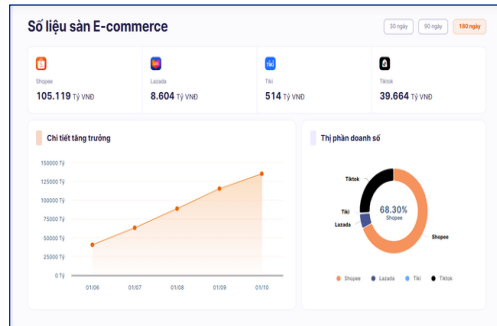 Số liệu sàn E-commerce
30 ngày 90 ngày 180 ngày
Shopee
105.119 Tỷ VNĐ
Lazada
8.604 Tỷ VNĐ
Tiki
514 Tỷ VNĐ
Tiktok
39.664 Tỷ VNĐ
Chi tiết tăng trưởng
150000 Tỷ
125000 Tỷ
100000 Tỷ
75000 Tỷ
50000 Tỷ
25000 Tỷ
0 Tỷ
01/06 01/07 01/08 01/09 01/10
Thị phần doanh số
Tiktok
Tiki
Lazada
68.30%
Shopee
Shopee
Shopee Lazada Tiki Tiktok